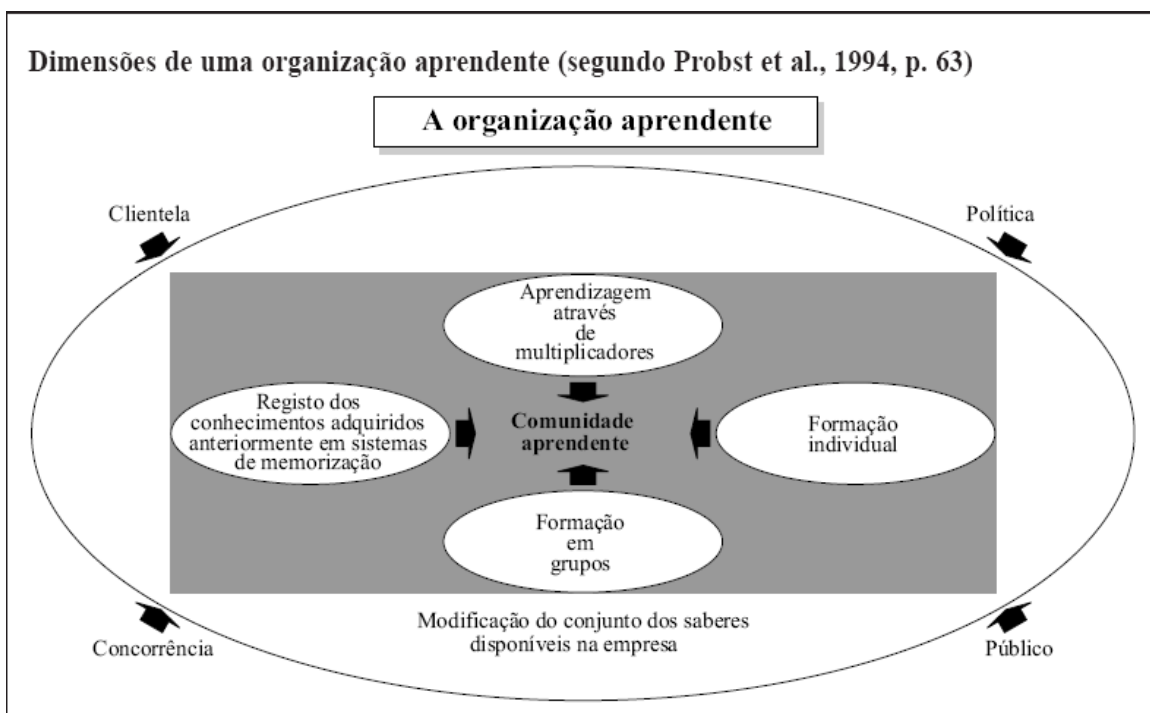 Dimensões de uma organização aprendente (segundo Probst et al., 1994, p. 63)
A organização aprendente
Clientela
Política
Aprendizagem
através
de
multiplicadores
Registo dos
conhecimentos adquiridos
anteriormente em sistemas
de memorização
Comunidade
aprendente
Formação
individual
Formação
em
grupos
Modificação do conjunto dos saberes
disponíveis na empresa
Concorrência
Público